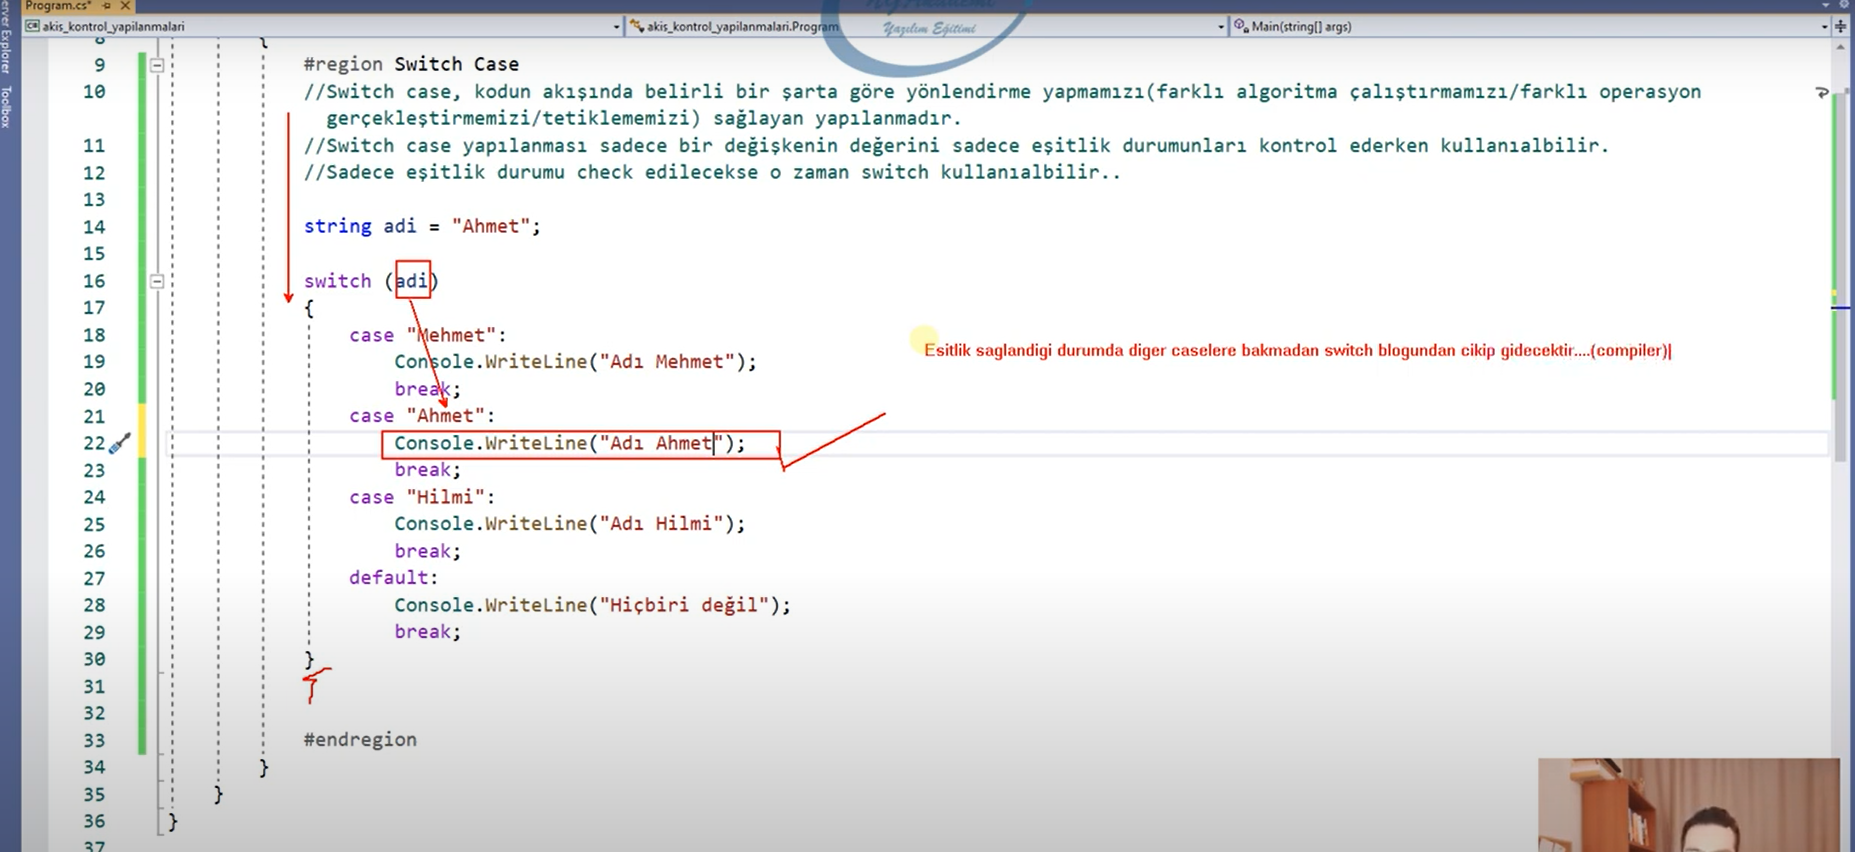 Program.cs*
Server Explorer
Toolbox
akis_kontrol_yapilanmalari
akis_kontrol_yapilanmalari.Program
Main(string[] args)
Yazılım Eğitimi
8 {
9 #region Switch Case
10 //Switch case, kodun akışında belirli bir şarta göre yönlendirme yapmamızı(farklı algoritma çalıştırmamızı/farklı operasyon
gerçekleştirmemizi/tetiklememizi) sağlayan yapılanmadır.
11 //Switch case yapılanması sadece bir değişkenin değerini sadece eşitlik durumunları kontrol ederken kullanıalbilir.
12 //Sadece eşitlik durumu check edilecekse o zaman switch kullanıalbilir..
13
14 string adi = "Ahmet";
15
16 switch (adi)
17 {
18 case "Mehmet":
Esitlik saglandigi durumda diger caselere bakmadan switch blogundan cikip gidecektir....(compiler)
19 Console.WriteLine("Adı Mehmet");
20 break;
21 case "Ahmet":
22 Console.WriteLine("Adı Ahmet");
23 break;
24 case "Hilmi":
25 Console.WriteLine("Adı Hilmi");
26 break;
27 default:
28 Console.WriteLine("Hiçbiri değil");
29 break;
30 }
31
32
33 #endregion
34 }
35 }
36 }
37